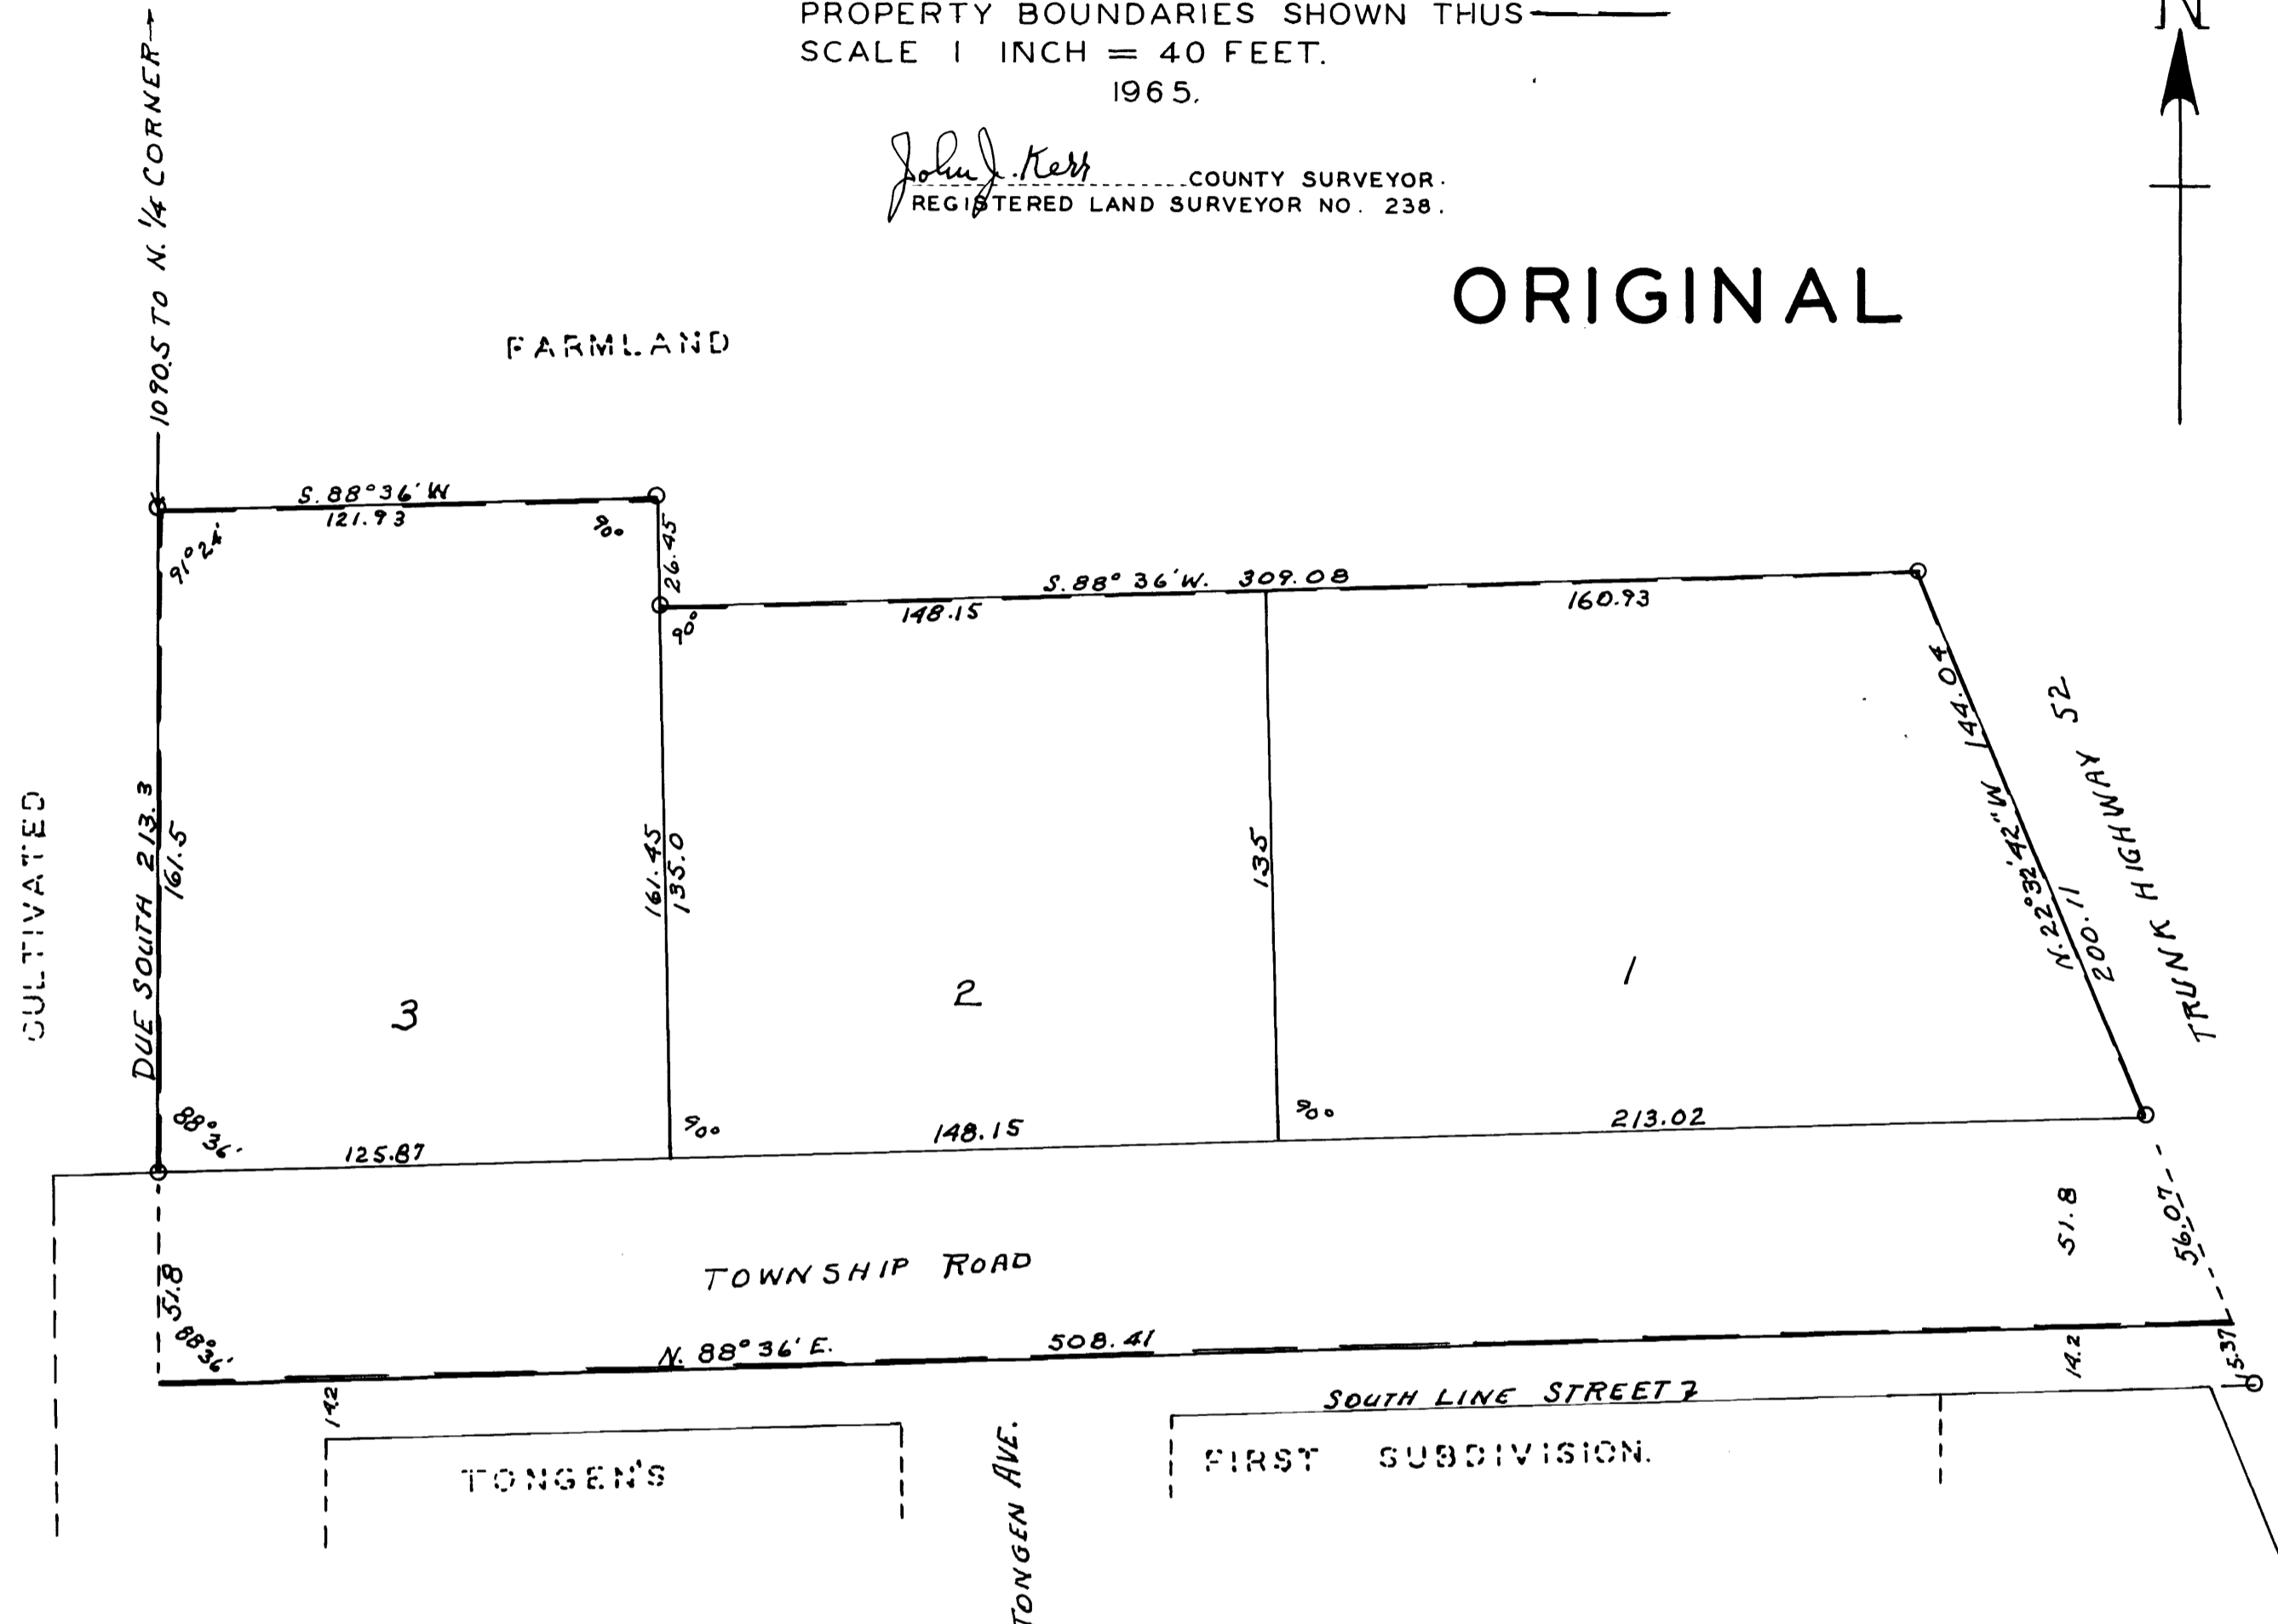 PROPERTY BOUNDARIES SHOWN THUS
SCALE 1 INCH = 40 FEET.
1965.
N
John J. Kerr COUNTY SURVEYOR.
REGISTERED LAND SURVEYOR NO. 238.
ORIGINAL
1090.5 TO N. 1/4 CORNER
FARMLAND
S. 88° 36' W
121.93
91° 24'
90°
26.45
S. 88° 36' W. 309.08
148.15
160.93
90°
144.04
N. 22° 32' 42" W
200.11
TRUNK HIGHWAY 52
CULTIVATED
DUE SOUTH 213.3
161.5
161.45
135.0
135
3
2
1
88° 36'
125.87
90°
148.15
90°
213.02
51.8
TOWNSHIP ROAD
51.8
56.07
88° 36'
N. 88° 36' E. 508.41
14.2
14.2
15.37
SOUTH LINE STREET
TONGEN'S
TONGEN AVE.
FIRST SUBDIVISION.